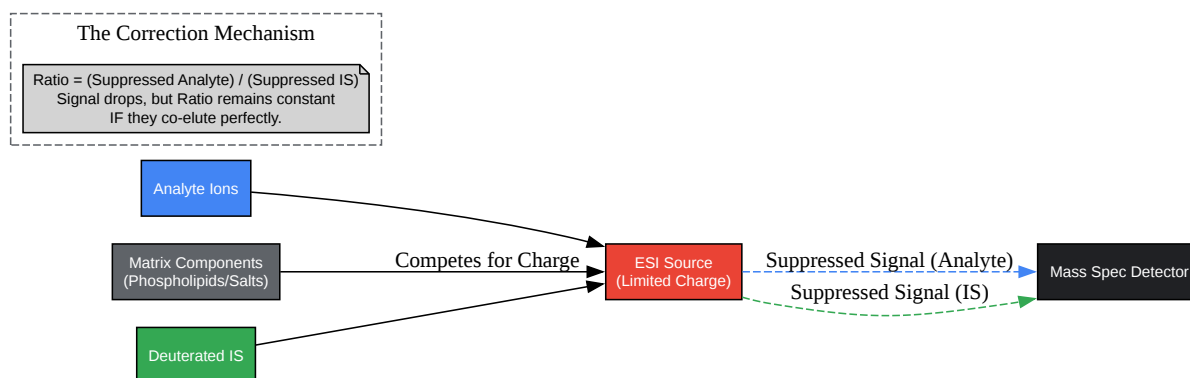 The Correction Mechanism
Ratio = (Suppressed Analyte) / (Suppressed IS)
Signal drops, but Ratio remains constant
IF they co-elute perfectly.
Analyte Ions
Matrix Components
(Phospholipids/Salts)
Competes for Charge
ESI Source
(Limited Charge)
Suppressed Signal (Analyte)
Suppressed Signal (IS)
Mass Spec Detector
Deuterated IS